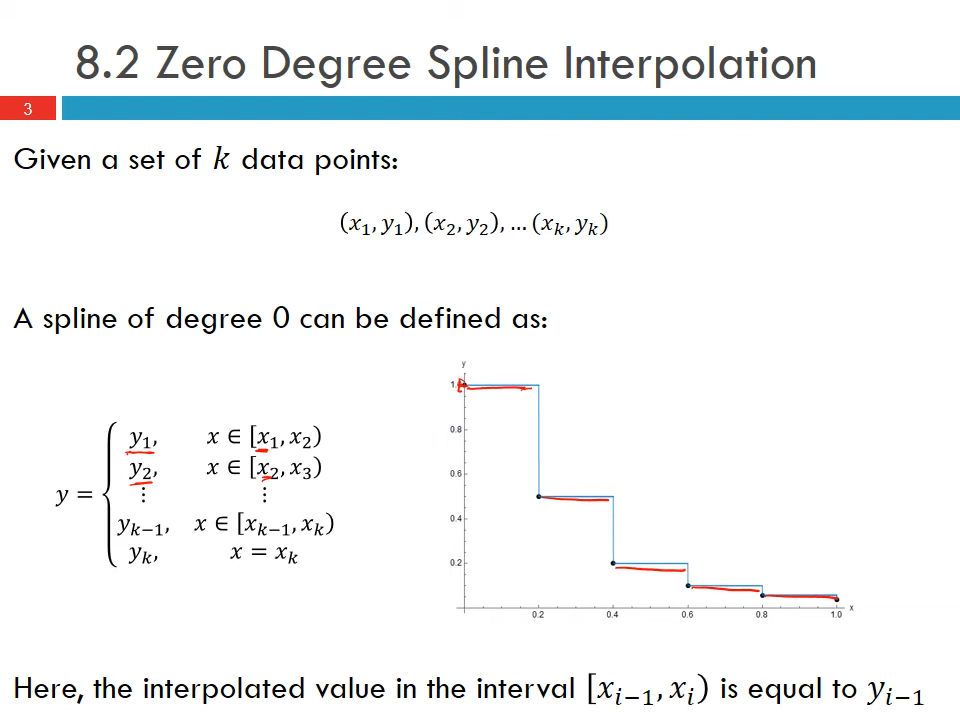 8.2 Zero Degree Spline Interpolation
3
Given a set of k data points:
(x₁, y₁), (x₂, y₂), … (xₖ, yₖ)
A spline of degree 0 can be defined as:
y = {
y₁, x ∈ [x₁, x₂)
y₂, x ∈ [x₂, x₃)
⋮ ⋮
yₖ₋₁, x ∈ [xₖ₋₁, xₖ)
yₖ, x = xₖ
y
0.8
0.6
0.4
0.2
0.2 0.4 0.6 0.8 1.0 x
Here, the interpolated value in the interval [xᵢ₋₁, xᵢ) is equal to yᵢ₋₁